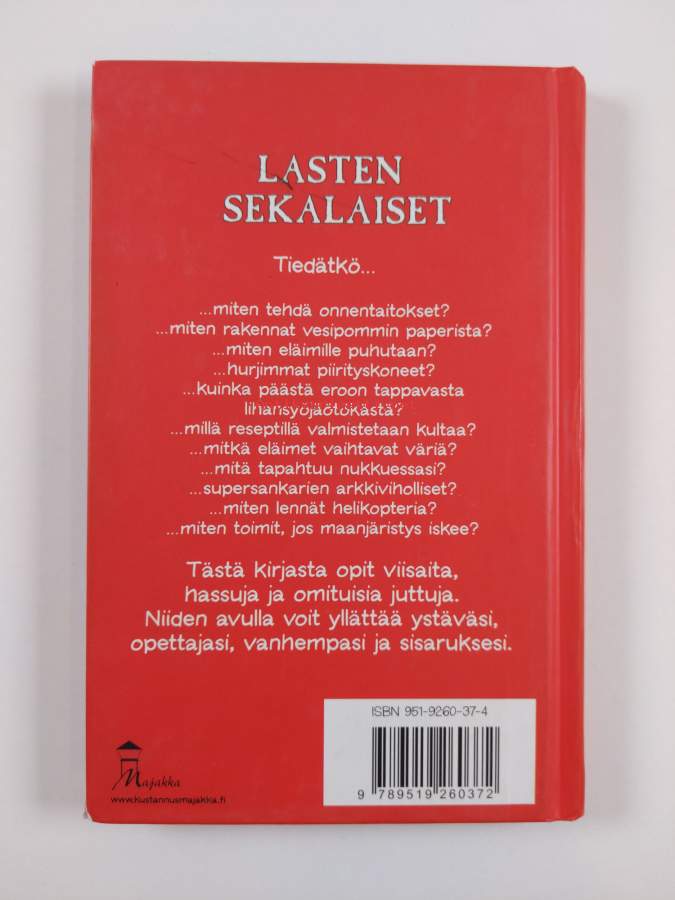 LASTEN
SEKALAISET
Tiedätkö...
...miten tehdä onnentaitokset?
...miten rakennat vesipommin paperista?
...miten eläimille puhutaan?
...hurjimmat piirityskoneet?
...kuinka päästä eroon tappavasta
lihansyöjäötökästä?
...millä reseptillä valmistetaan kultaa?
...mitkä eläimet vaihtavat väriä?
...mitä tapahtuu nukkuessasi?
...supersankarien arkkiviholliset?
...miten lennät helikopteria?
...miten toimit, jos maanjäristys iskee?
Tästä kirjasta opit viisaita,
hassuja ja omituisia juttuja.
Niiden avulla voit yllättää ystäväsi,
opettajasi, vanhempasi ja sisaruksesi.
ISBN 951-9260-37-4
9 789519 260372
Majakka
www.kustannusmajakka.fi